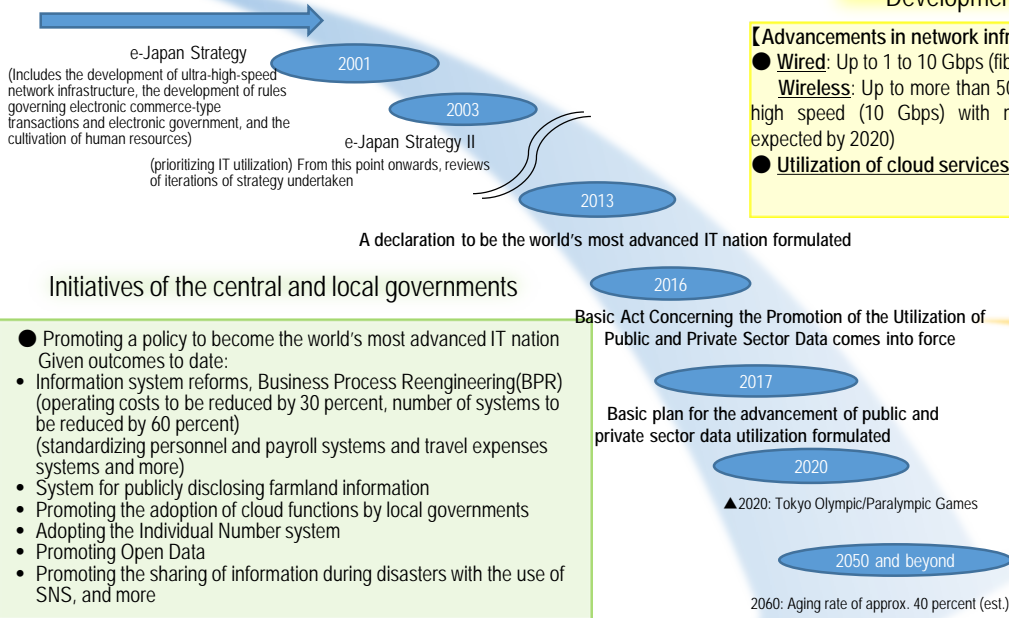 Development
【Advancements in network infr
● Wired: Up to 1 to 10 Gbps (fib
Wireless: Up to more than 50
high speed (10 Gbps) with
expected by 2020)
● Utilization of cloud services
e-Japan Strategy
(Includes the development of ultra-high-speed
network infrastructure, the development of rules
governing electronic commerce-type
transactions and electronic government, and the
cultivation of human resources)
2001
2003
e-Japan Strategy II
(prioritizing IT utilization) From this point onwards, reviews
of iterations of strategy undertaken
2013
A declaration to be the world's most advanced IT nation formulated
2016
Basic Act Concerning the Promotion of the Utilization of
Public and Private Sector Data comes into force
2017
Basic plan for the advancement of public and
private sector data utilization formulated
2020
▲2020: Tokyo Olympic/Paralympic Games
2050 and beyond
2060: Aging rate of approx. 40 percent (est.)
Initiatives of the central and local governments
● Promoting a policy to become the world's most advanced IT nation
Given outcomes to date:
• Information system reforms, Business Process Reengineering(BPR)
(operating costs to be reduced by 30 percent, number of systems to
be reduced by 60 percent)
(standardizing personnel and payroll systems and travel expenses
systems and more)
• System for publicly disclosing farmland information
• Promoting the adoption of cloud functions by local governments
• Adopting the Individual Number system
• Promoting Open Data
• Promoting the sharing of information during disasters with the use of
SNS, and more